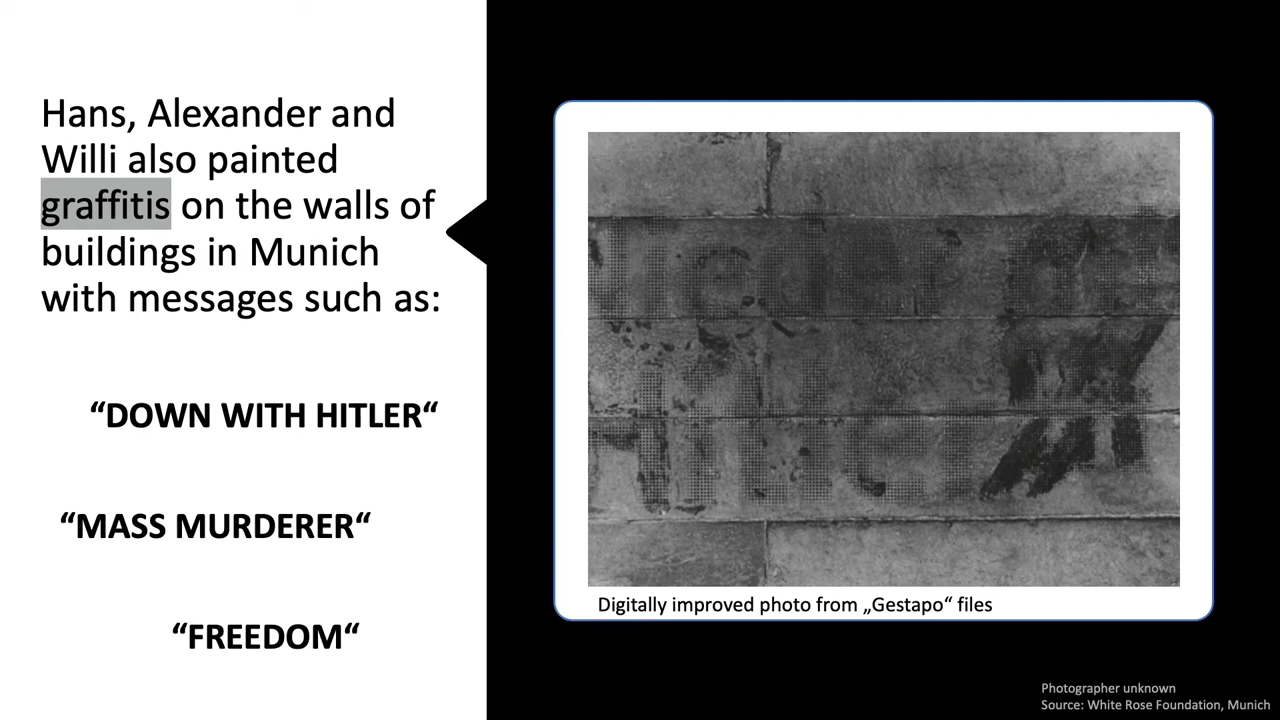 Hans, Alexander and
Willi also painted
graffitis on the walls of
buildings in Munich
with messages such as:
“DOWN WITH HITLER“
“MASS MURDERER“
“FREEDOM“
Nieder mit
Hitler
Digitally improved photo from „Gestapo“ files
Photographer unknown
Source: White Rose Foundation, Munich